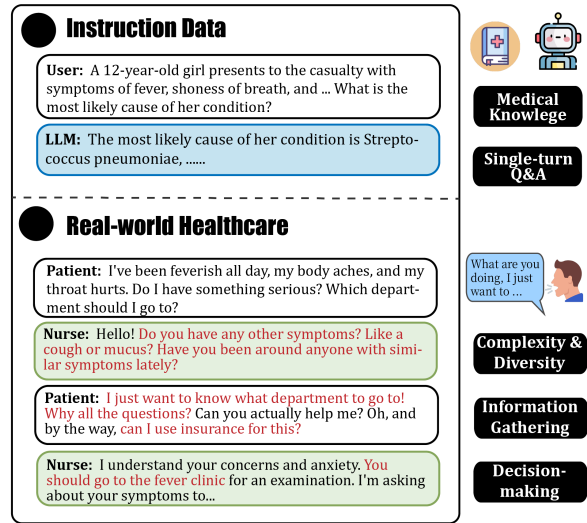 Instruction Data
User: A 12-year-old girl presents to the casualty with
symptoms of fever, shoness of breath, and ... What is the
most likely cause of her condition?
LLM: The most likely cause of her condition is Strepto-
coccus pneumoniae, ......
Medical
Knowlege
Single-turn
Q&A
Real-world Healthcare
Patient: I've been feverish all day, my body aches, and my
throat hurts. Do I have something serious? Which depart-
ment should I go to?
Nurse: Hello! Do you have any other symptoms? Like a
cough or mucus? Have you been around anyone with simi-
lar symptoms lately?
Patient: I just want to know what department to go to!
Why all the questions? Can you actually help me? Oh, and
by the way, can I use insurance for this?
Nurse: I understand your concerns and anxiety. You
should go to the fever clinic for an examination. I'm asking
about your symptoms to...
What are you
doing, I just
want to ...
Complexity &
Diversity
Information
Gathering
Decision-
making